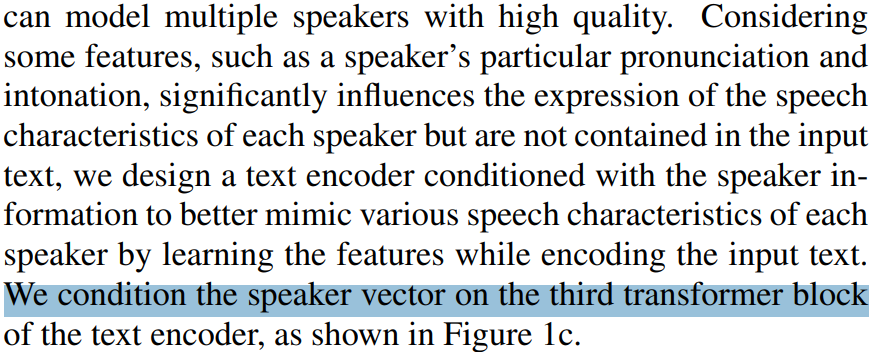 can model multiple speakers with high quality. Considering
some features, such as a speaker's particular pronunciation and
intonation, significantly influences the expression of the speech
characteristics of each speaker but are not contained in the input
text, we design a text encoder conditioned with the speaker in-
formation to better mimic various speech characteristics of each
speaker by learning the features while encoding the input text.
We condition the speaker vector on the third transformer block
of the text encoder, as shown in Figure 1c.